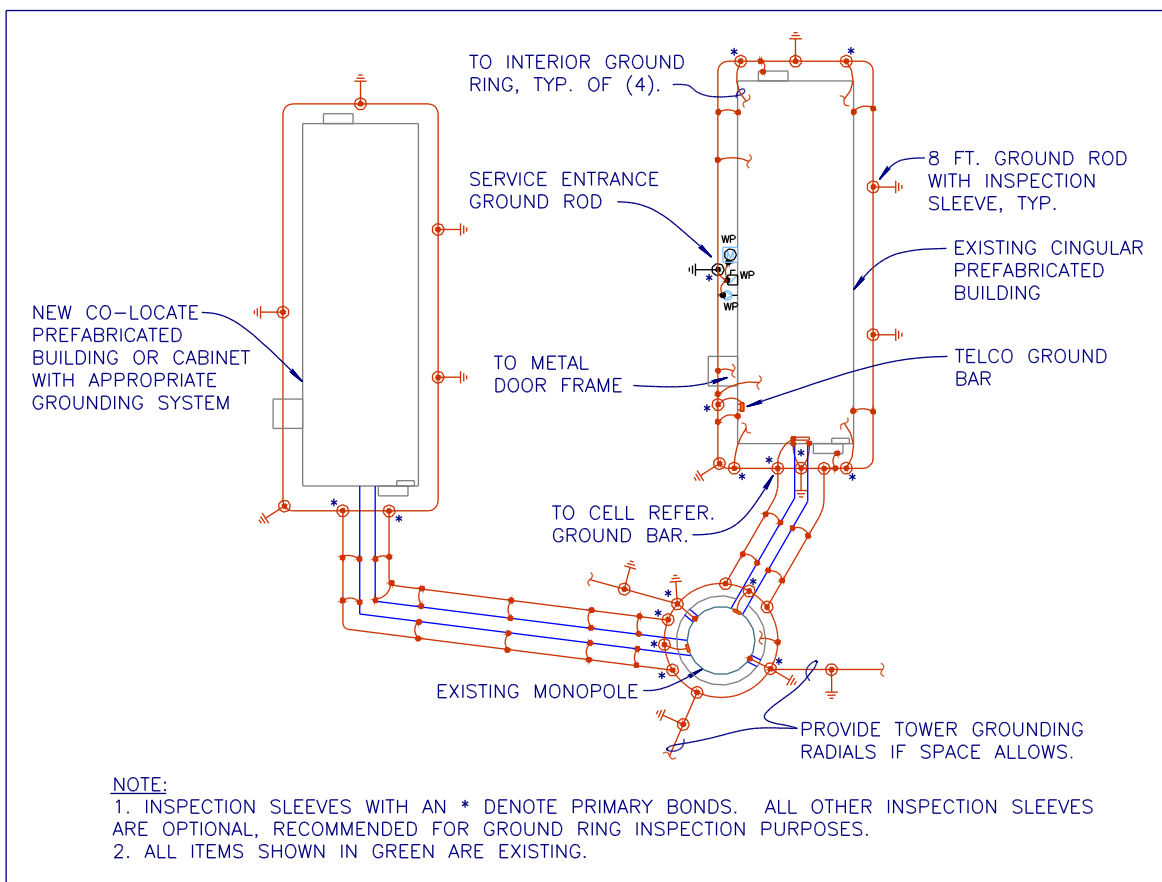 TO INTERIOR GROUND
RING, TYP. OF (4).
8 FT. GROUND ROD
WITH INSPECTION
SLEEVE, TYP.
SERVICE ENTRANCE
GROUND ROD
WP
M
WP
WP
EXISTING CINGULAR
PREFABRICATED
BUILDING
NEW CO-LOCATE
PREFABRICATED
BUILDING OR CABINET
WITH APPROPRIATE
GROUNDING SYSTEM
TO METAL
DOOR FRAME
TELCO GROUND
BAR
TO CELL REFER.
GROUND BAR.
EXISTING MONOPOLE
PROVIDE TOWER GROUNDING
RADIALS IF SPACE ALLOWS.
NOTE:
1. INSPECTION SLEEVES WITH AN * DENOTE PRIMARY BONDS. ALL OTHER INSPECTION SLEEVES
ARE OPTIONAL, RECOMMENDED FOR GROUND RING INSPECTION PURPOSES.
2. ALL ITEMS SHOWN IN GREEN ARE EXISTING.